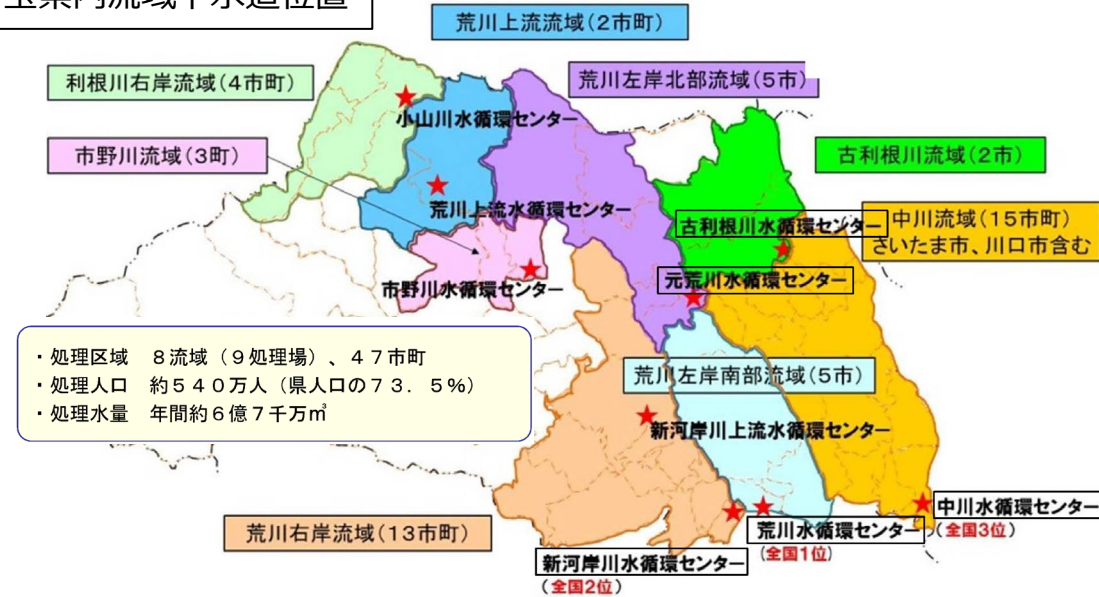 玉県内流域下水道位置
荒川上流流域(2市町)
利根川右岸流域(4市町)
荒川左岸北部流域(5市)
小山川水循環センター
市野川流域(3町)
古利根川流域(2市)
荒川上流水循環センター
古利根川水循環センター
中川流域(15市町)
さいたま市、川口市含む
元荒川水循環センター
市野川水循環センター
・処理区域 8流域(9処理場)、47市町
・処理人口 約540万人(県人口の73.5%)
・処理水量 年間約6億7千万㎥
荒川左岸南部流域(5市)
新河岸川上流水循環センター
中川水循環センター
(全国3位)
荒川右岸流域(13市町)
荒川水循環センター
(全国1位)
新河岸川水循環センター
(全国2位)